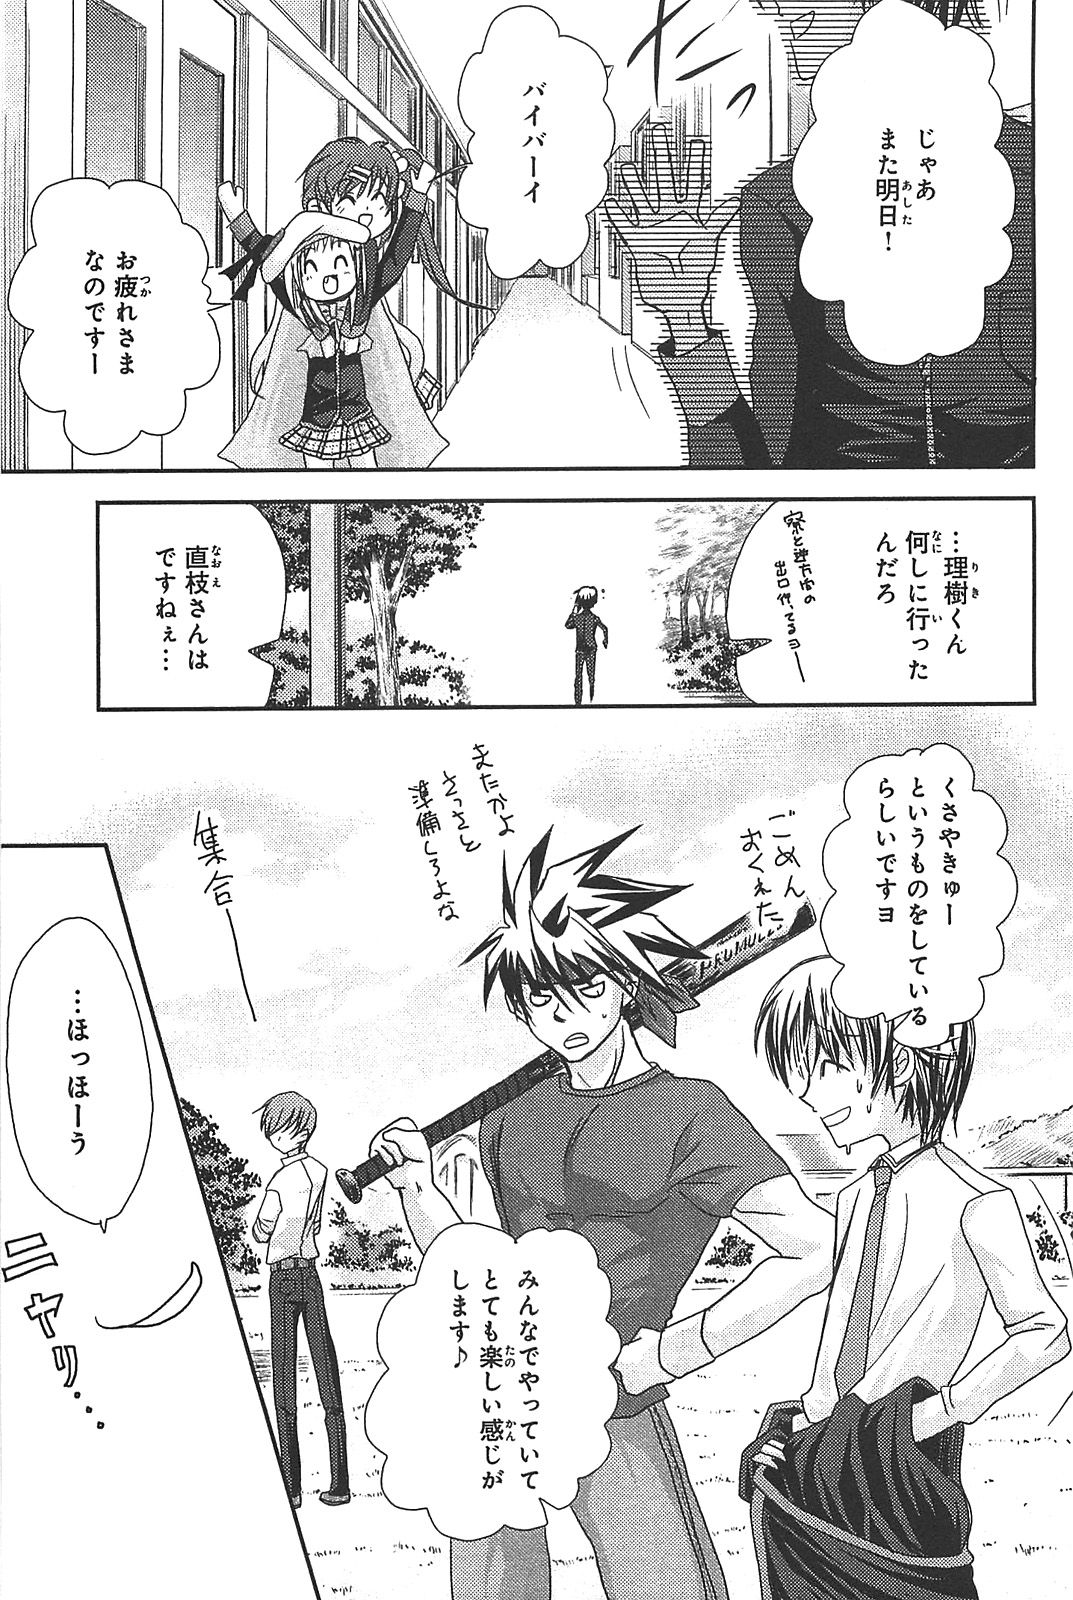 じゃあ
また明日!
バイバーイ
お疲れさま
なのですー
…理樹くん
何しに行った
んだろ
寮と逆方向の
出口行ってるヨー
直枝さんは
ですねぇ…
くさやきゅー
というものをしている
らしいですヨ
ごめん
おくれた
またかよ
さっさと
準備しろよな
集合ー
みんなでやっていて
とても楽しい感じが
します♪
…ほっほーう
ニヤリ…